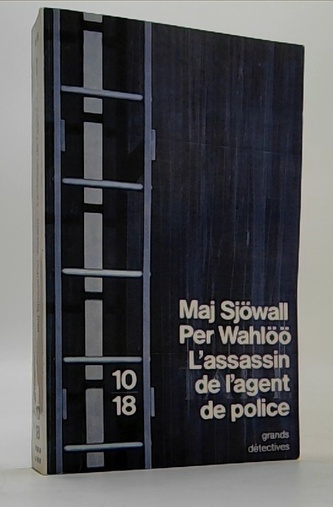 Maj Sjöwall
Per Wahlöö
L'assassin
de l'agent
de police
10
18
grands
détectives